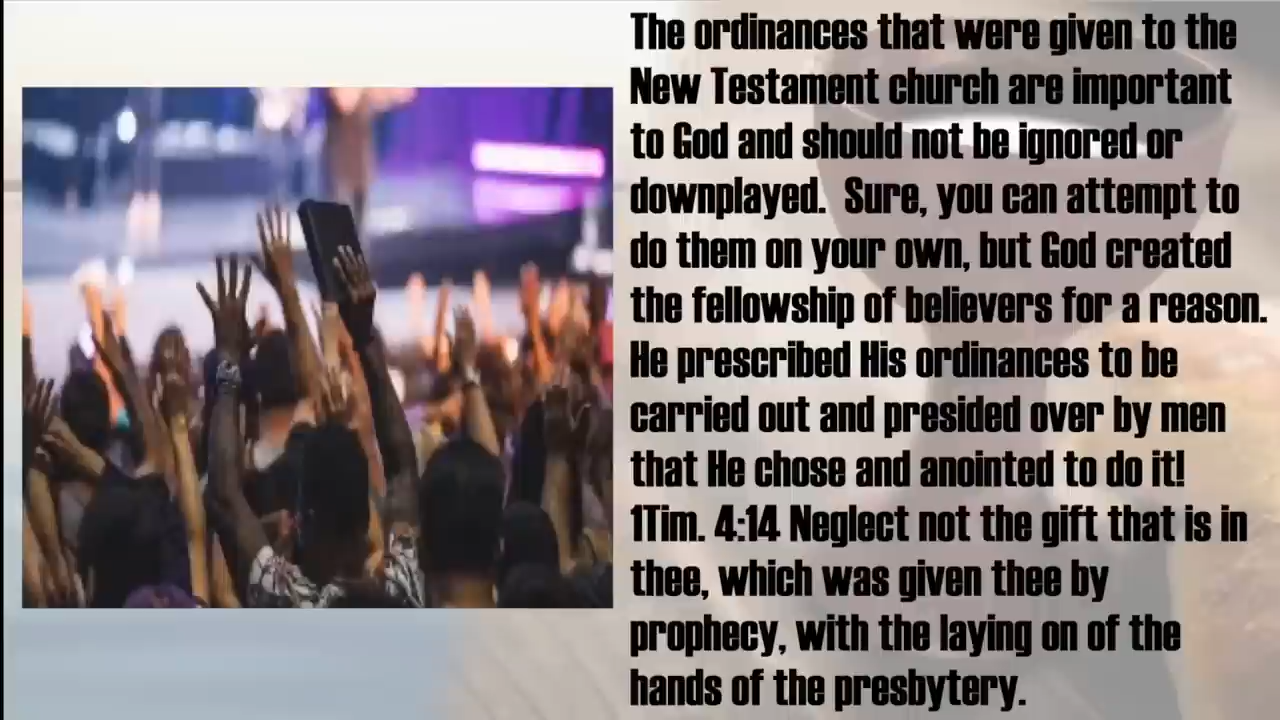 The ordinances that were given to the
New Testament church are important
to God and should not be ignored or
downplayed.  Sure, you can attempt to
do them on your own, but God created
the fellowship of believers for a reason.
He prescribed His ordinances to be
carried out and presided over by men
that He chose and anointed to do it!
1Tim. 4:14 Neglect not the gift that is in
thee, which was given thee by
prophecy, with the laying on of the
hands of the presbytery.